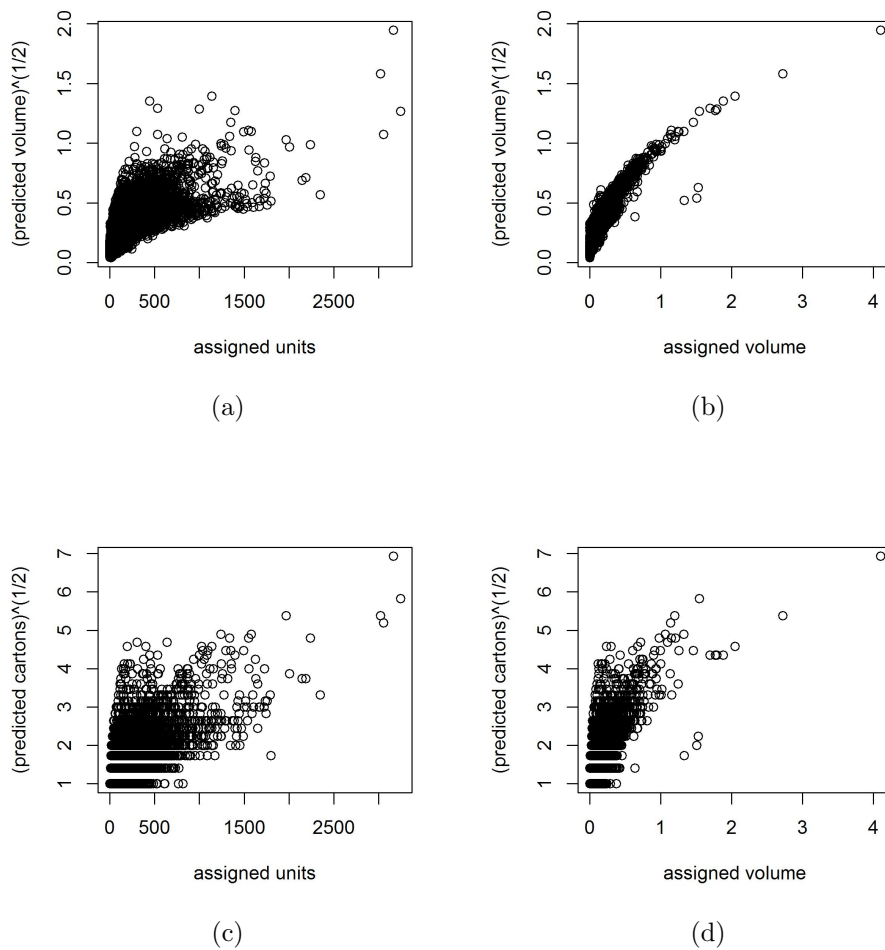 (predicted volume)^(1/2)
0.0 0.5 1.0 1.5 2.0
0 500 1500 2500
assigned units
(a)
(predicted volume)^(1/2)
0.0 0.5 1.0 1.5 2.0
0 1 2 3 4
assigned volume
(b)
(predicted cartons)^(1/2)
1 2 3 4 5 6 7
0 500 1500 2500
assigned units
(c)
(predicted cartons)^(1/2)
1 2 3 4 5 6 7
0 1 2 3 4
assigned volume
(d)